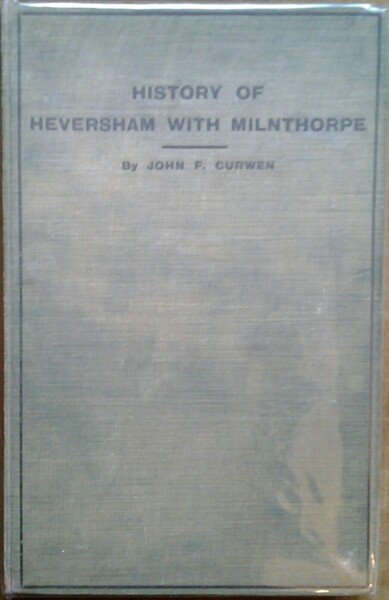 HISTORY OF
HEVERSHAM WITH MILNTHORPE
By JOHN F. CURWEN